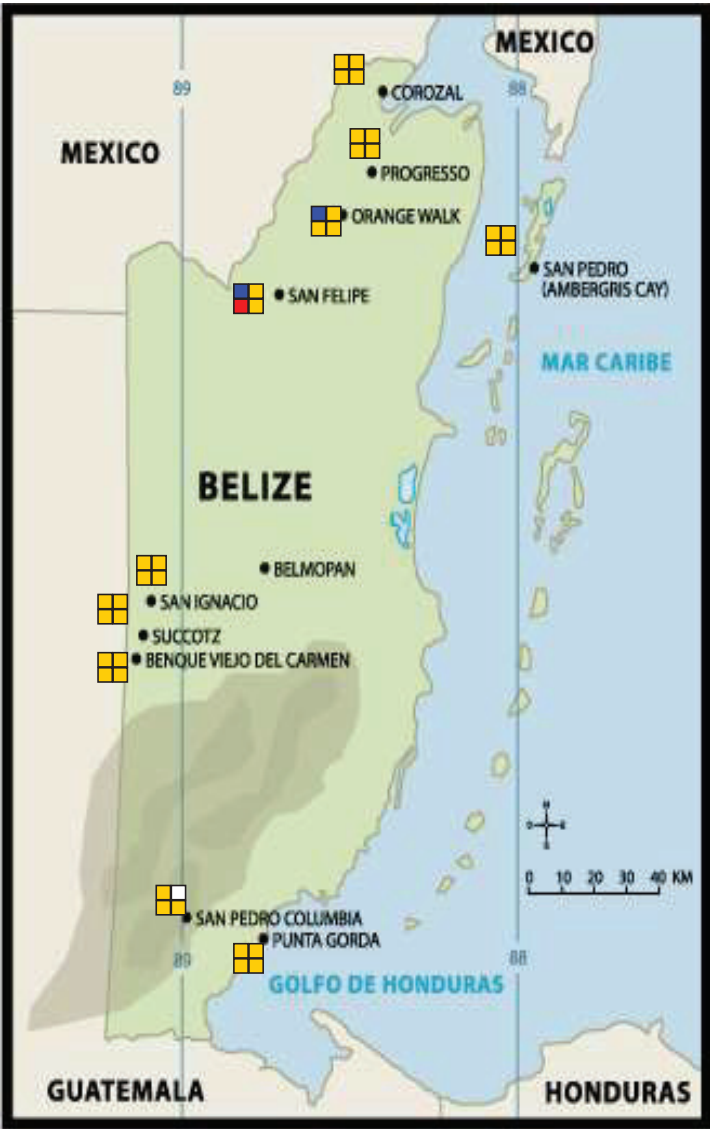 MEXICO
89
88
COROZAL
MEXICO
PROGRESSO
ORANGE WALK
SAN PEDRO
(AMBERGRIS CAY)
SAN FELIPE
MAR CARIBE
BELIZE
BELMOPAN
SAN IGNACIO
SUCCOTZ
BENQUE VIEJO DEL CARMEN
N
O E
S
0 10 20 30 40 KM
SAN PEDRO COLUMBIA
PUNTA GORDA
89
88
GOLFO DE HONDURAS
GUATEMALA
HONDURAS